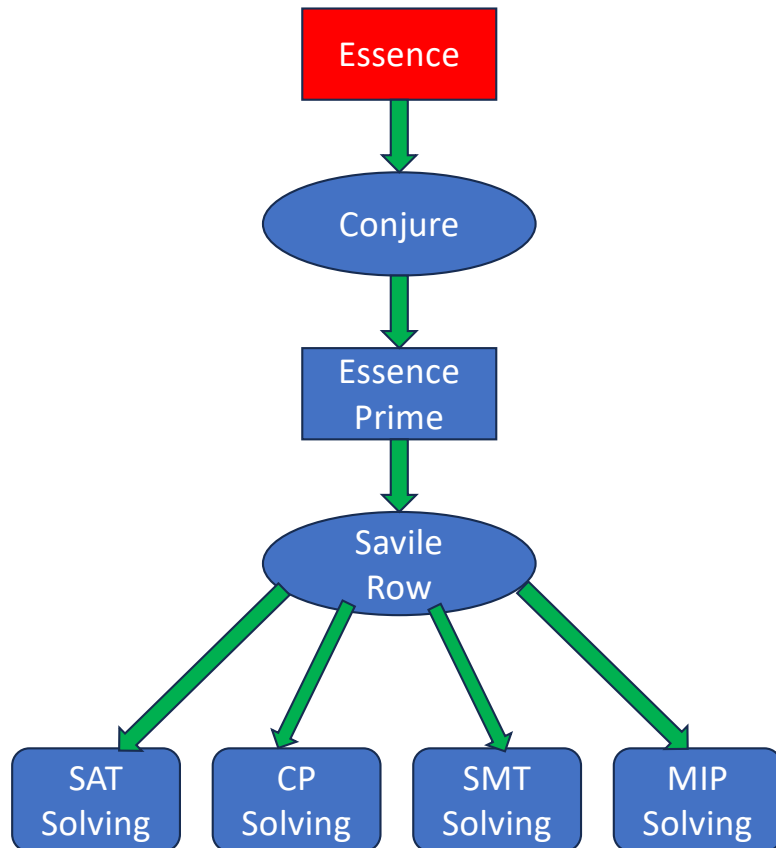 Essence
Conjure
Essence
Prime
Savile
Row
SAT
Solving
CP
Solving
SMT
Solving
MIP
Solving